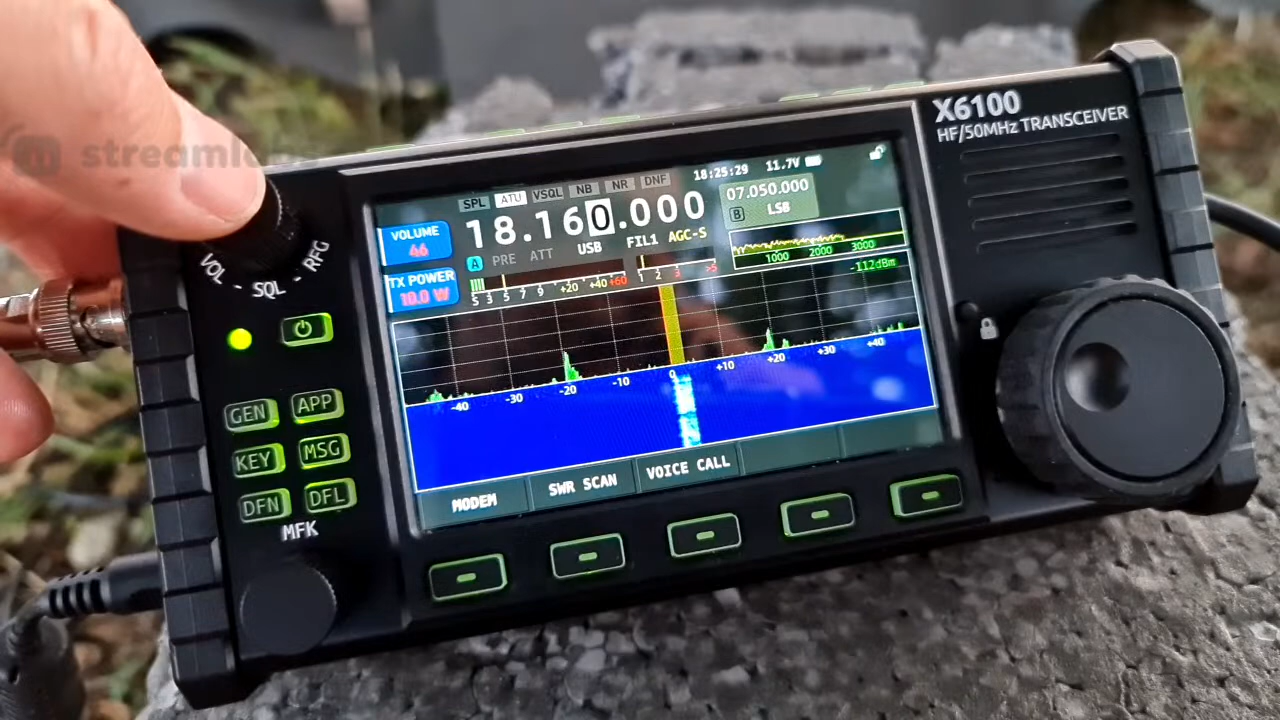 streamlabs
X6100
HF/50MHz TRANSCEIVER
18:25:29 11.7V
SPL ATU VSQL NB NR DNF
07.050.000
VOLUME
46
18.160.000
B LSB
A PRE ATT USB FIL1 AGC-S
TX POWER
10.0 W
S 3 5 7 9 +20 +40 +60 1 2 3 -5
1000 2000 3000
-112dBm
-40 -30 -20 -10 0 +10 +20 +30 +40
MODEM SWR SCAN VOICE CALL
VOL - SQL - RFG
GEN APP
KEY MSG
DFN DFL
MFK